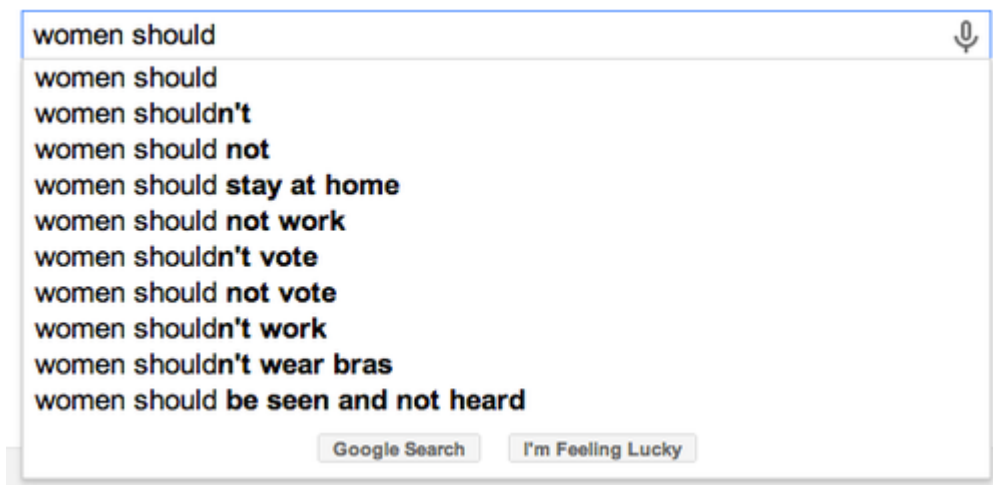 women should
women should
women shouldn't
women should not
women should stay at home
women should not work
women shouldn't vote
women should not vote
women shouldn't work
women shouldn't wear bras
women should be seen and not heard
Google Search I'm Feeling Lucky